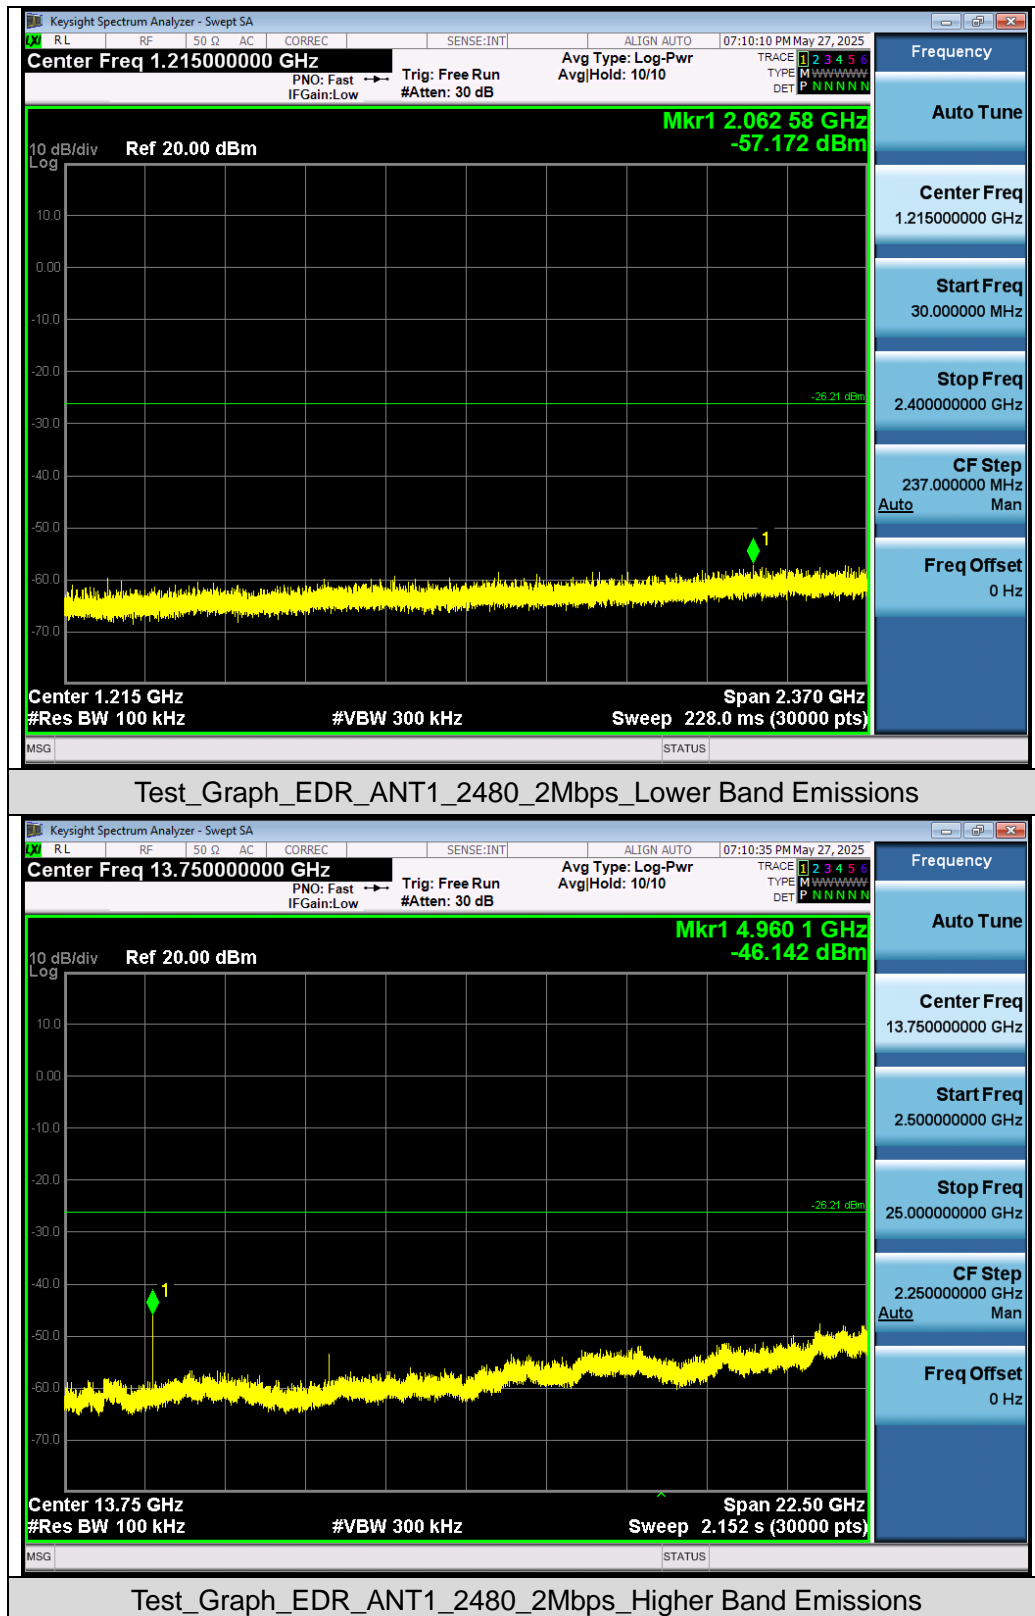 Keysight Spectrum Analyzer - Swept SA
LXI RL RF 50 Ω AC CORREC SENSE:INT ALIGN AUTO 07:10:10 PM May 27, 2025
Center Freq 1.215000000 GHz
PNO: Fast Trig: Free Run Avg Type: Log-Pwr TRACE 1 2 3 4 5 6
IFGain:Low #Atten: 30 dB Avg|Hold: 10/10 TYPE M WWWWW
DET P N N N N N
Mkr1 2.062 58 GHz
-57.172 dBm
10 dB/div Ref 20.00 dBm
Log
10.0
0.00
-10.0
-20.0
-26.21 dBm
-30.0
-40.0
-50.0
1
-60.0
-70.0
Center 1.215 GHz Span 2.370 GHz
#Res BW 100 kHz #VBW 300 kHz Sweep 228.0 ms (30000 pts)
MSG STATUS
Frequency
Auto Tune
Center Freq
1.215000000 GHz
Start Freq
30.000000 MHz
Stop Freq
2.400000000 GHz
CF Step
237.000000 MHz
Auto Man
Freq Offset
0 Hz
Test_Graph_EDR_ANT1_2480_2Mbps_Lower Band Emissions
Keysight Spectrum Analyzer - Swept SA
LXI RL RF 50 Ω AC CORREC SENSE:INT ALIGN AUTO 07:10:35 PM May 27, 2025
Center Freq 13.750000000 GHz
PNO: Fast Trig: Free Run Avg Type: Log-Pwr TRACE 1 2 3 4 5 6
IFGain:Low #Atten: 30 dB Avg|Hold: 10/10 TYPE M WWWWW
DET P N N N N N
Mkr1 4.960 1 GHz
-46.142 dBm
10 dB/div Ref 20.00 dBm
Log
10.0
0.00
-10.0
-20.0
-26.21 dBm
-30.0
-40.0
1
-50.0
-60.0
-70.0
Center 13.75 GHz Span 22.50 GHz
#Res BW 100 kHz #VBW 300 kHz Sweep 2.152 s (30000 pts)
MSG STATUS
Frequency
Auto Tune
Center Freq
13.750000000 GHz
Start Freq
2.500000000 GHz
Stop Freq
25.000000000 GHz
CF Step
2.250000000 GHz
Auto Man
Freq Offset
0 Hz
Test_Graph_EDR_ANT1_2480_2Mbps_Higher Band Emissions